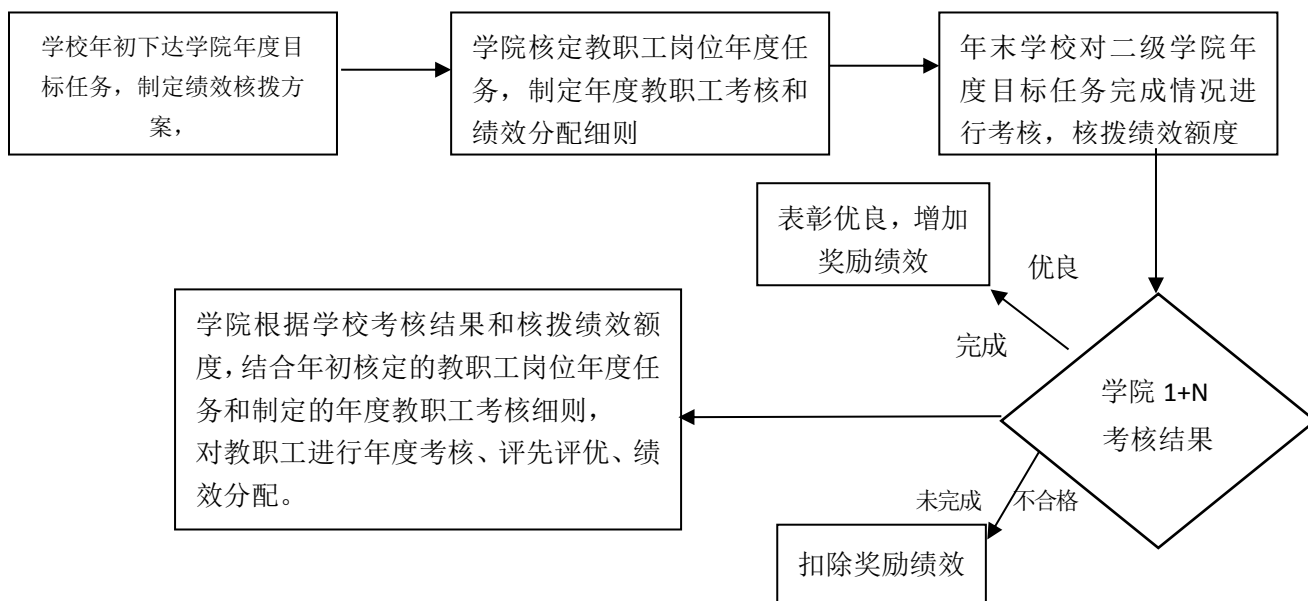 学校年初下达学院年度目
标任务，制定绩效核拨方
案，
学院核定教职工岗位年度任
务，制定年度教职工考核和
绩效分配细则
年末学校对二级学院年
度目标任务完成情况进
行考核，核拨绩效额度
表彰优良，增加
奖励绩效
优良
完成
学院根据学校考核结果和核拨绩效额
度，结合年初核定的教职工岗位年度任
务和制定的年度教职工考核细则，
对教职工进行年度考核、评先评优、绩
效分配。
学院 1+N
考核结果
未完成 不合格
扣除奖励绩效